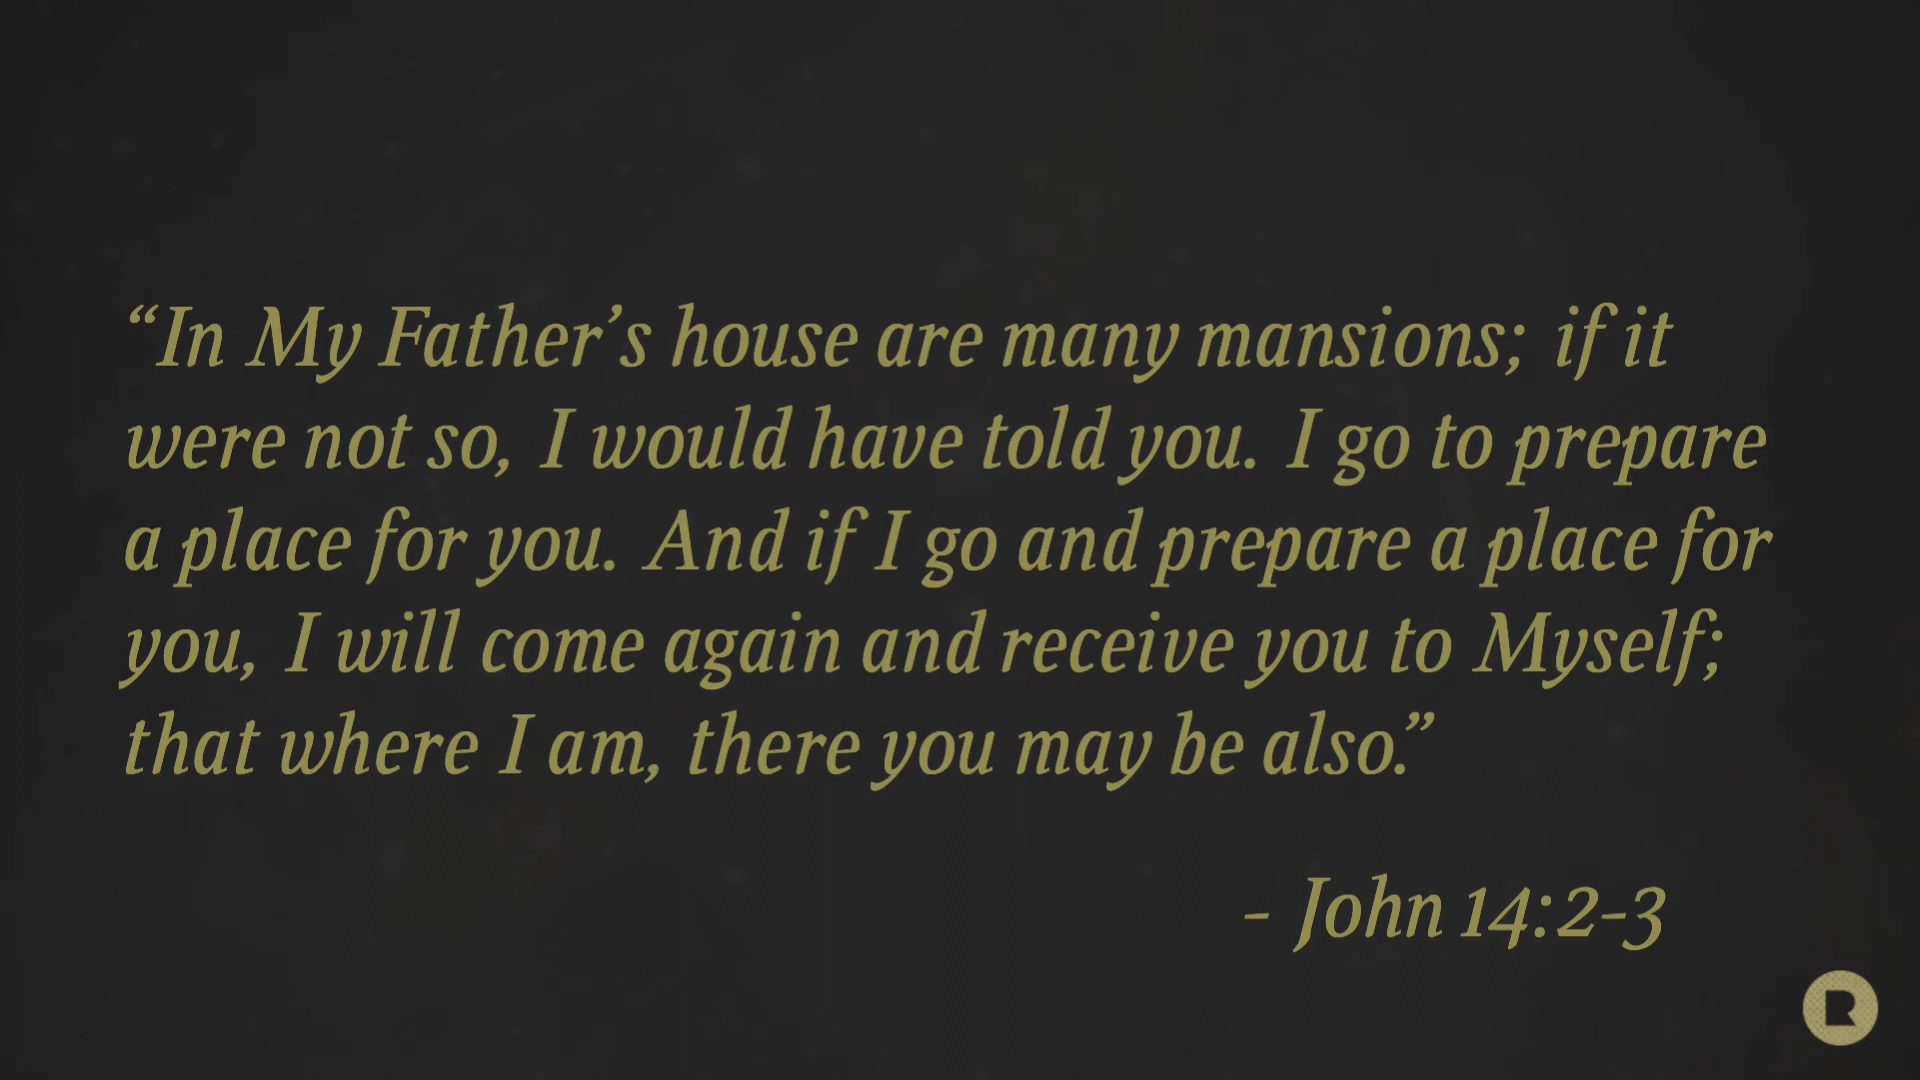 “In My Father’s house are many mansions; if it
were not so, I would have told you. I go to prepare
a place for you. And if I go and prepare a place for
you, I will come again and receive you to Myself;
that where I am, there you may be also.”
- John 14:2-3
R